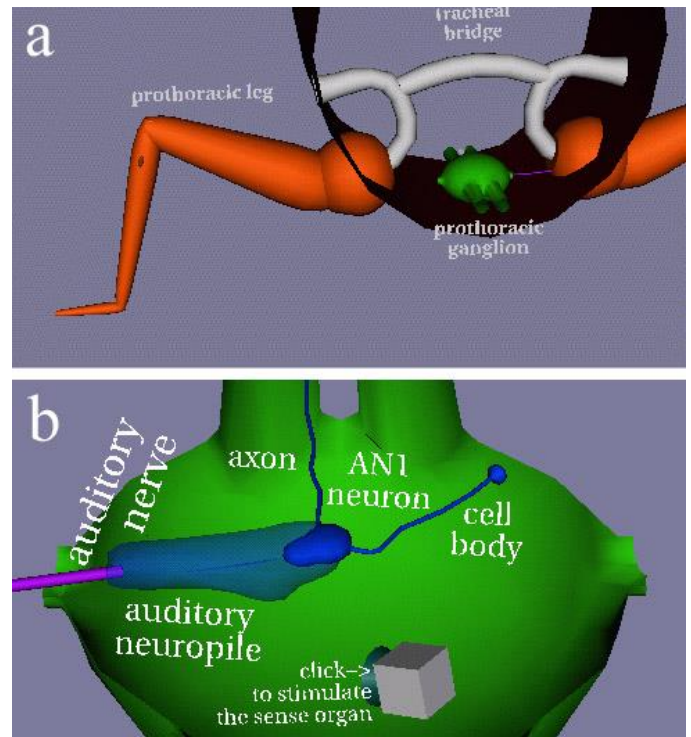 a
tracheal
bridge
prothoracic leg
prothoracic
ganglion
b
auditory
nerve
axon
AN1
neuron
cell
body
auditory
neuropile
click–>
to stimulate
the sense organ